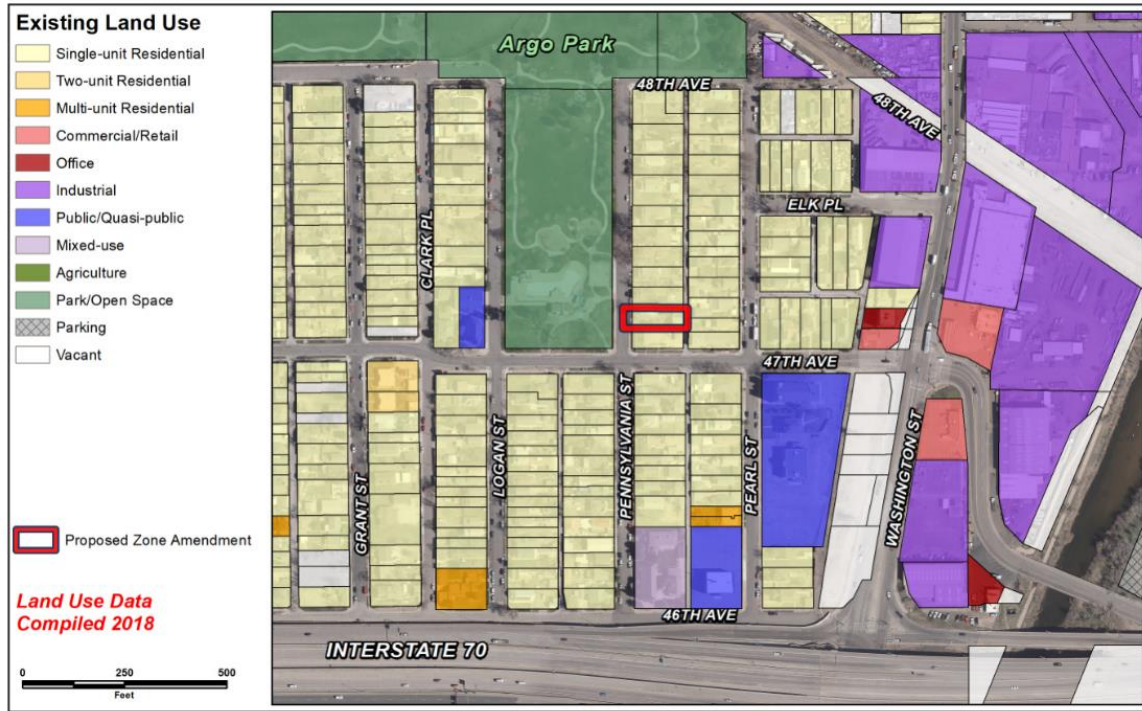 Existing Land Use
Single-unit Residential
Two-unit Residential
Multi-unit Residential
Commercial/Retail
Office
Industrial
Public/Quasi-public
Mixed-use
Agriculture
Park/Open Space
Parking
Vacant
Proposed Zone Amendment
Land Use Data
Compiled 2018
0 250 500
Feet
Argo Park
48TH AVE
48TH AVE
CLARK PL
ELK PL
47TH AVE
GRANT ST
LOGAN ST
PENNSYLVANIA ST
PEARL ST
WASHINGTON ST
46TH AVE
INTERSTATE 70